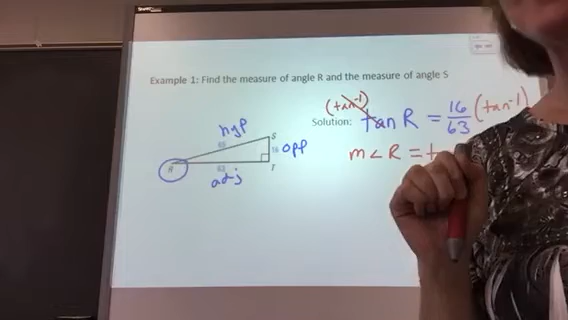 Example 1: Find the measure of angle R and the measure of angle S
(tan⁻¹)
Solution: tan R = 16/63 (tan⁻¹)
m∠R = t
hyp
65
S
16 opp
R
63
T
adj